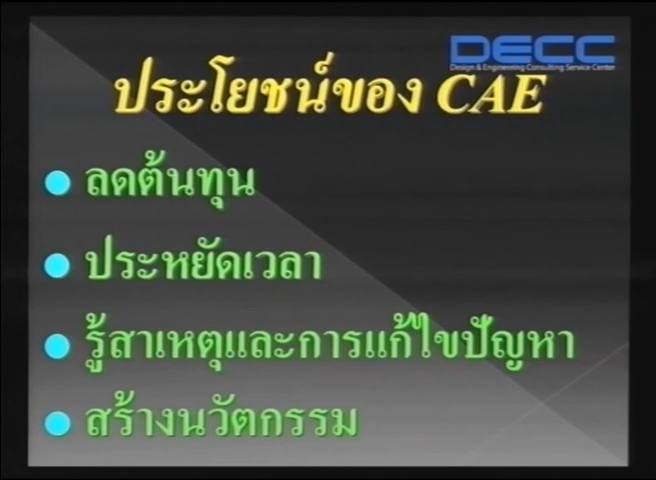 DECC
Design & Engineering Consulting Service Center
ประโยชน์ของ CAE
ลดต้นทุน
ประหยัดเวลา
รู้สาเหตุและการแก้ไขปัญหา
สร้างนวัตกรรม